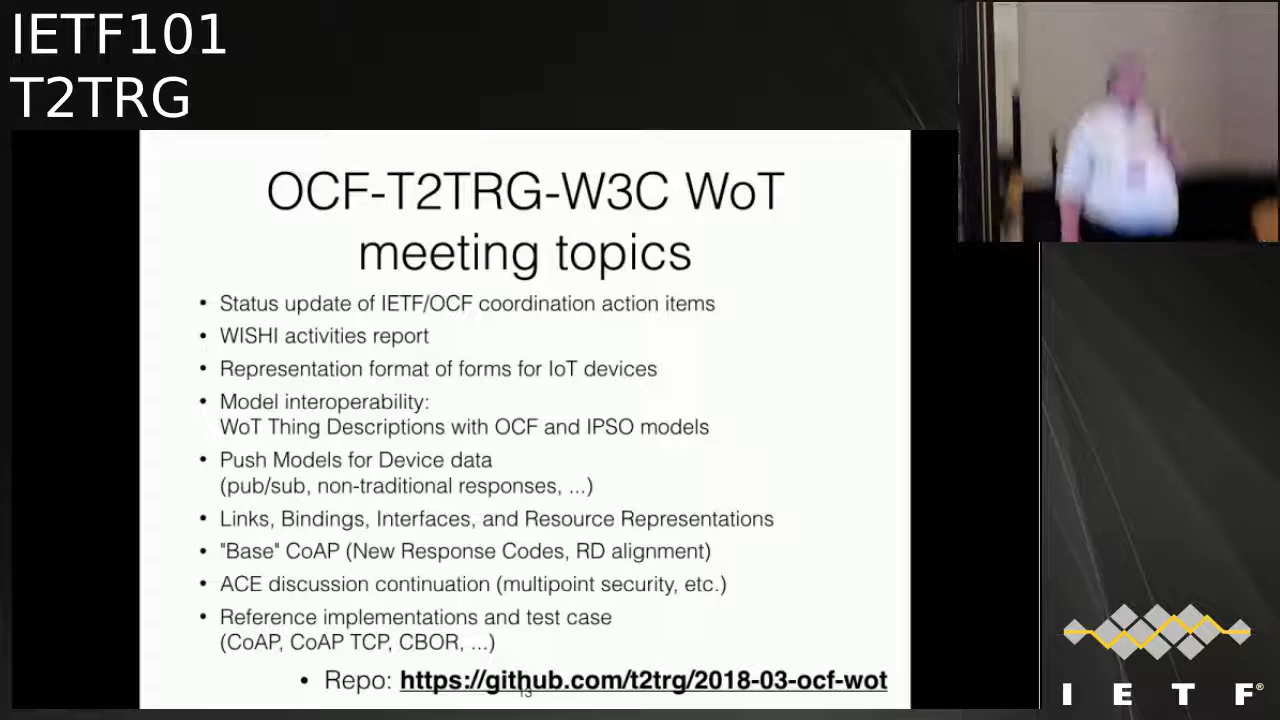 IETF101
T2TRG
OCF-T2TRG-W3C WoT
meeting topics
• Status update of IETF/OCF coordination action items
• WISHI activities report
• Representation format of forms for IoT devices
• Model interoperability:
WoT Thing Descriptions with OCF and IPSO models
• Push Models for Device data
(pub/sub, non-traditional responses, ...)
• Links, Bindings, Interfaces, and Resource Representations
• "Base" CoAP (New Response Codes, RD alignment)
• ACE discussion continuation (multipoint security, etc.)
• Reference implementations and test case
(CoAP, CoAP TCP, CBOR, ...)
• Repo: https://github.com/t2trg/2018-03-ocf-wot
13
I E T F®